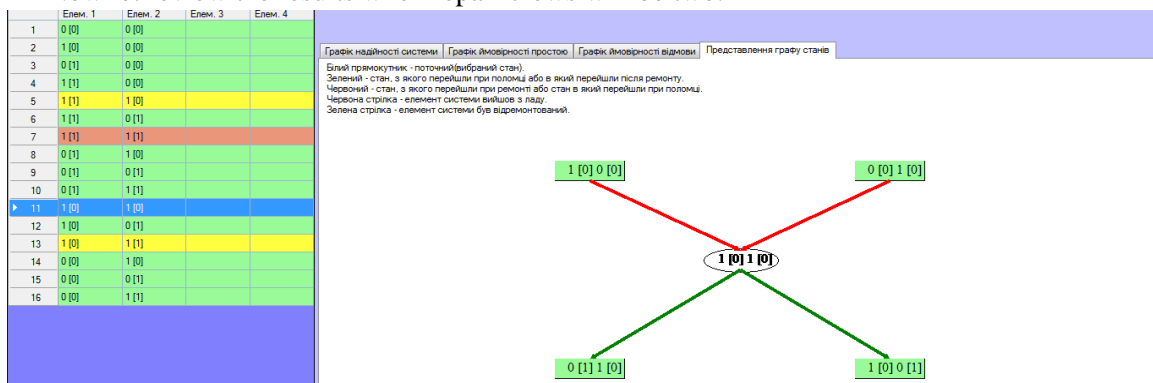 Елем. 1 Елем. 2 Елем. 3 Елем. 4
1 0 [0] 0 [0]
2 1 [0] 0 [0]
3 0 [1] 0 [0]
4 1 [1] 0 [0]
5 1 [1] 1 [0]
6 1 [1] 0 [1]
7 1 [1] 1 [1]
8 0 [1] 1 [0]
9 0 [1] 0 [1]
10 0 [1] 1 [1]
11 1 [0] 1 [0]
12 1 [0] 0 [1]
13 1 [0] 1 [1]
14 0 [0] 1 [0]
15 0 [0] 0 [1]
16 0 [0] 1 [1]
Графік надійності системи Графік ймовірності простою Графік ймовірності відмови Представлення графу станів
Білий прямокутник - поточний(вибраний стан).
Зелений - стан, з якого перейшли при поломці або в який перейшли після ремонту.
Червоний - стан, з якого перейшли при ремонті або стан в який перейшли при поломці.
Червона стрілка - елемент системи вийшов з ладу.
Зелена стрілка - елемент системи був відремонтований.
1 [0] 0 [0] 0 [0] 1 [0]
1 [0] 1 [0]
0 [1] 1 [0] 1 [0] 0 [1]